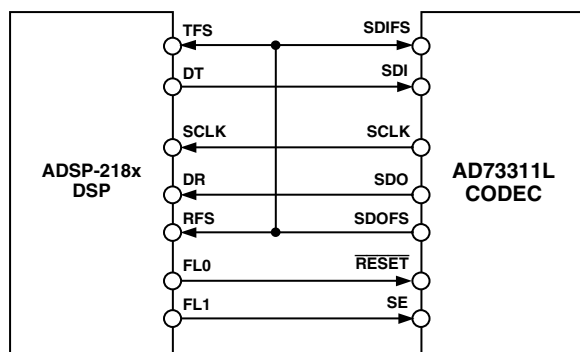 TFS SDIFS
DT SDI
SCLK SCLK
ADSP-218x
DSP
AD73311L
CODEC
DR SDO
RFS SDOFS
FL0 RESET
FL1 SE